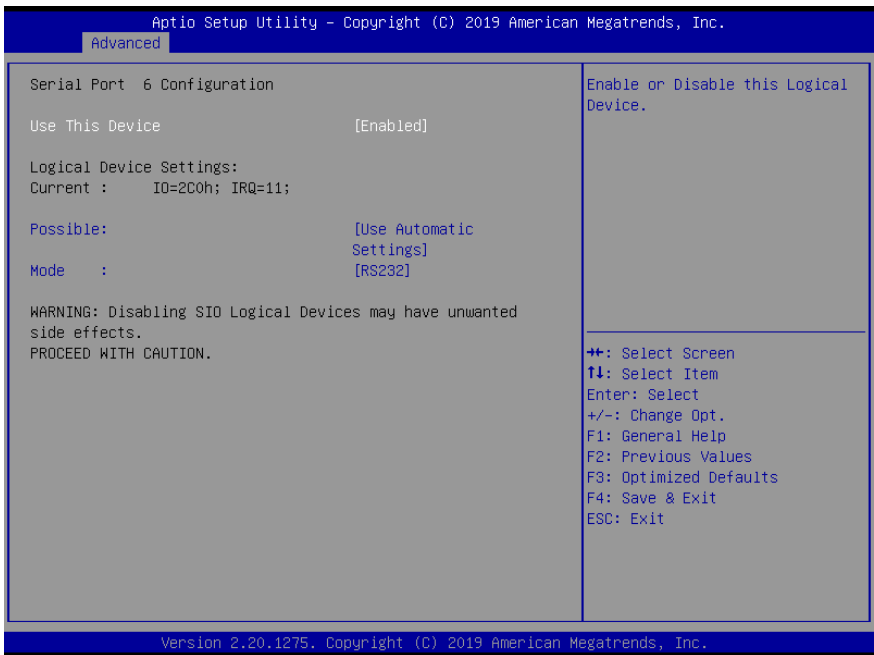 Aptio Setup Utility – Copyright (C) 2019 American Megatrends, Inc.
Advanced
Serial Port 6 Configuration
Use This Device [Enabled]
Logical Device Settings:
Current : IO=2C0h; IRQ=11;
Possible: [Use Automatic
Settings]
Mode : [RS232]
WARNING: Disabling SIO Logical Devices may have unwanted
side effects.
PROCEED WITH CAUTION.
Enable or Disable this Logical
Device.
→←: Select Screen
↑↓: Select Item
Enter: Select
+/-: Change Opt.
F1: General Help
F2: Previous Values
F3: Optimized Defaults
F4: Save & Exit
ESC: Exit
Version 2.20.1275. Copyright (C) 2019 American Megatrends, Inc.